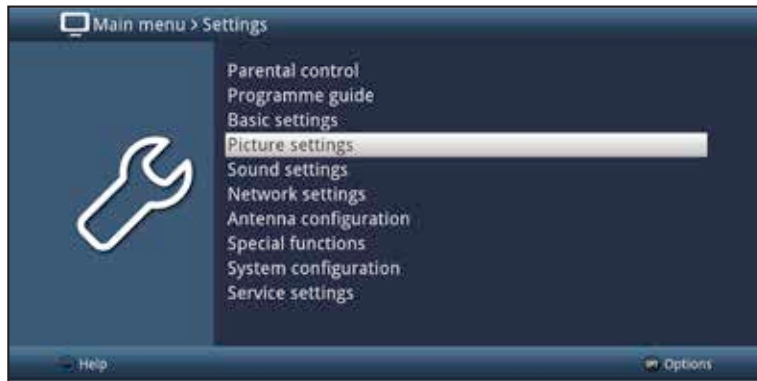 Main menu > Settings
Parental control
Programme guide
Basic settings
Picture settings
Sound settings
Network settings
Antenna configuration
Special functions
System configuration
Service settings
Help
Options